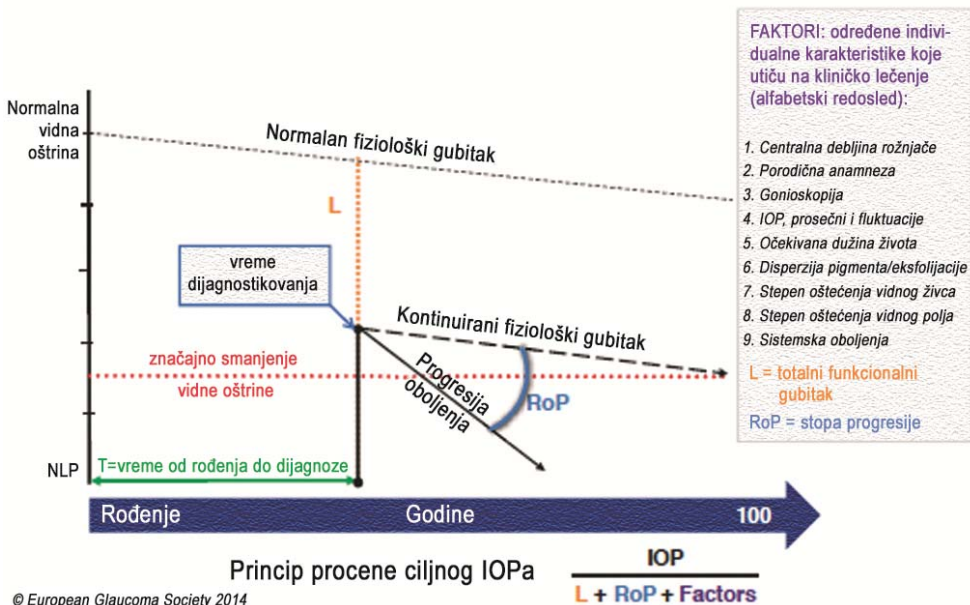 Normalna
vidna
oštrina
Normalan fiziološki gubitak
L
vreme
dijagnostikovanja
Kontinuirani fiziološki gubitak
značajno smanjenje
vidne oštrine
Progresija
oboljenja
RoP
NLP
T=vreme od rođenja do dijagnoze
Rođenje
Godine
100
FAKTORI: određene indivi-
dualne karakteristike koje
utiču na kliničko lečenje
(alfabetski redosled):
1. Centralna debljina rožnjače
2. Porodična anamneza
3. Gonioskopija
4. IOP, prosečni i fluktuacije
5. Očekivana dužina života
6. Disperzija pigmenta/eksfolijacije
7. Stepen oštećenja vidnog živca
8. Stepen oštećenja vidnog polja
9. Sistemska oboljenja
L = totalni funkcionalni
gubitak
RoP = stopa progresije
Princip procene ciljnog IOPa
IOP
L + RoP + Factors
© European Glaucoma Society 2014